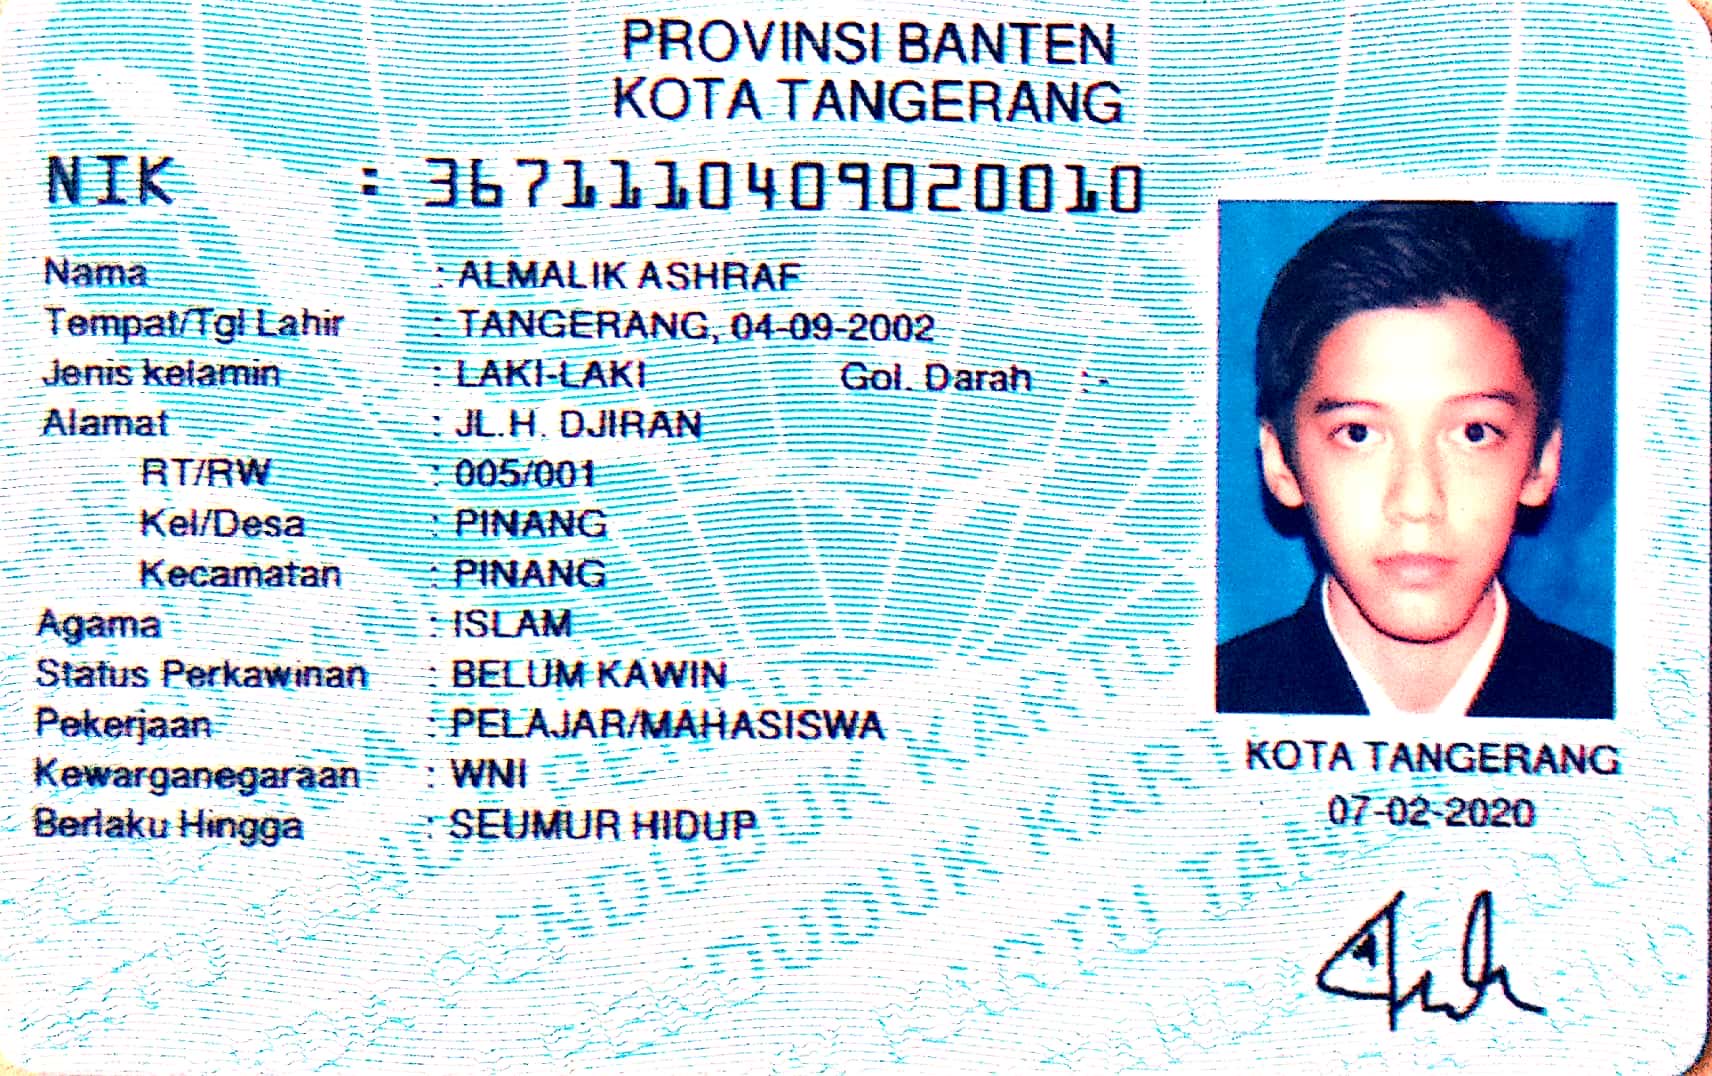 PROVINSI BANTEN
KOTA TANGERANG
NIK : 3671110409020010
Nama : ALMALIK ASHRAF
Tempat/Tgl Lahir : TANGERANG, 04-09-2002
Jenis kelamin : LAKI-LAKI Gol. Darah : -
Alamat : JL.H. DJIRAN
RT/RW : 005/001
Kel/Desa : PINANG
Kecamatan : PINANG
Agama : ISLAM
Status Perkawinan : BELUM KAWIN
Pekerjaan : PELAJAR/MAHASISWA
Kewarganegaraan : WNI
Berlaku Hingga : SEUMUR HIDUP
KOTA TANGERANG
07-02-2020